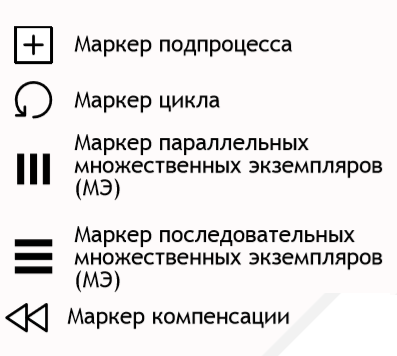 Маркер подпроцесса
Маркер цикла
Маркер параллельных
множественных экземпляров
(МЭ)
Маркер последовательных
множественных экземпляров
(МЭ)
Маркер компенсации